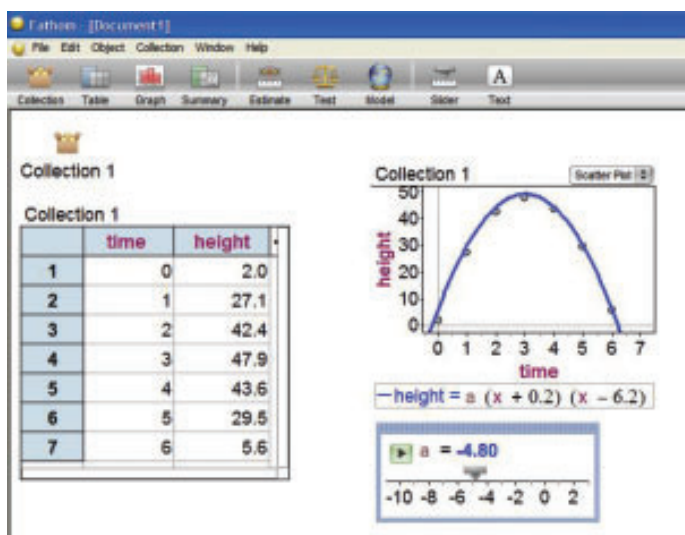 Fathom - [Document1]
File Edit Object Collection Window Help
Collection Table Graph Summary Estimate Test Model Slider Text
A
Collection 1
Collection 1
time height
1 0 2.0
2 1 27.1
3 2 42.4
4 3 47.9
5 4 43.6
6 5 29.5
7 6 5.6
Collection 1
Scatter Plot
height
50
40
30
20
10
0
0 1 2 3 4 5 6 7
time
height = a (x + 0.2) (x – 6.2)
a = -4.80
-10 -8 -6 -4 -2 0 2